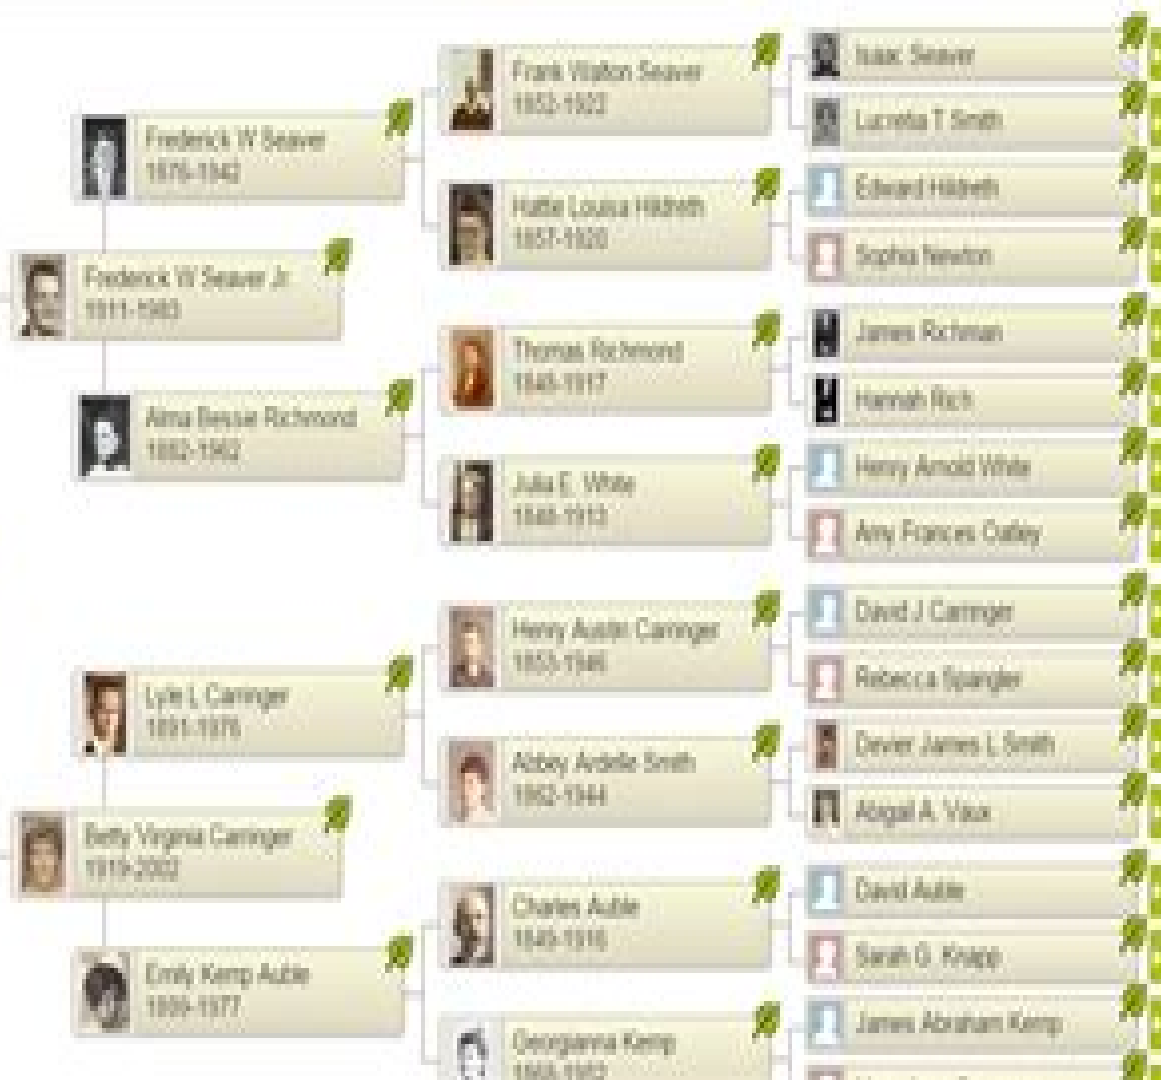 Frank Walton Seaver
1852-1922
Isaac Seaver
Lucretia T Smith
Frederick W Seaver
1876-1942
Hattie Louisa Hildreth
1857-1920
Edward Hildreth
Sophia Newton
Frederick W Seaver Jr.
1911-1983
Thomas Richmond
1848-1917
James Richman
Hannah Rich
Alma Bessie Richmond
1882-1962
Julia E. White
1848-1913
Henry Arnold White
Amy Frances Oatley
Henry Austin Carringer
1853-1946
David J Carringer
Rebecca Spangler
Lyle L Carringer
1891-1976
Abbey Ardelle Smith
1862-1944
Devier James L Smith
Abigail A. Vaux
Betty Virginia Carringer
1919-2002
Charles Auble
1849-1916
David Auble
Sarah G. Knapp
Emily Kemp Auble
1899-1977
Georgianna Kemp
1868-1952
James Abraham Kemp